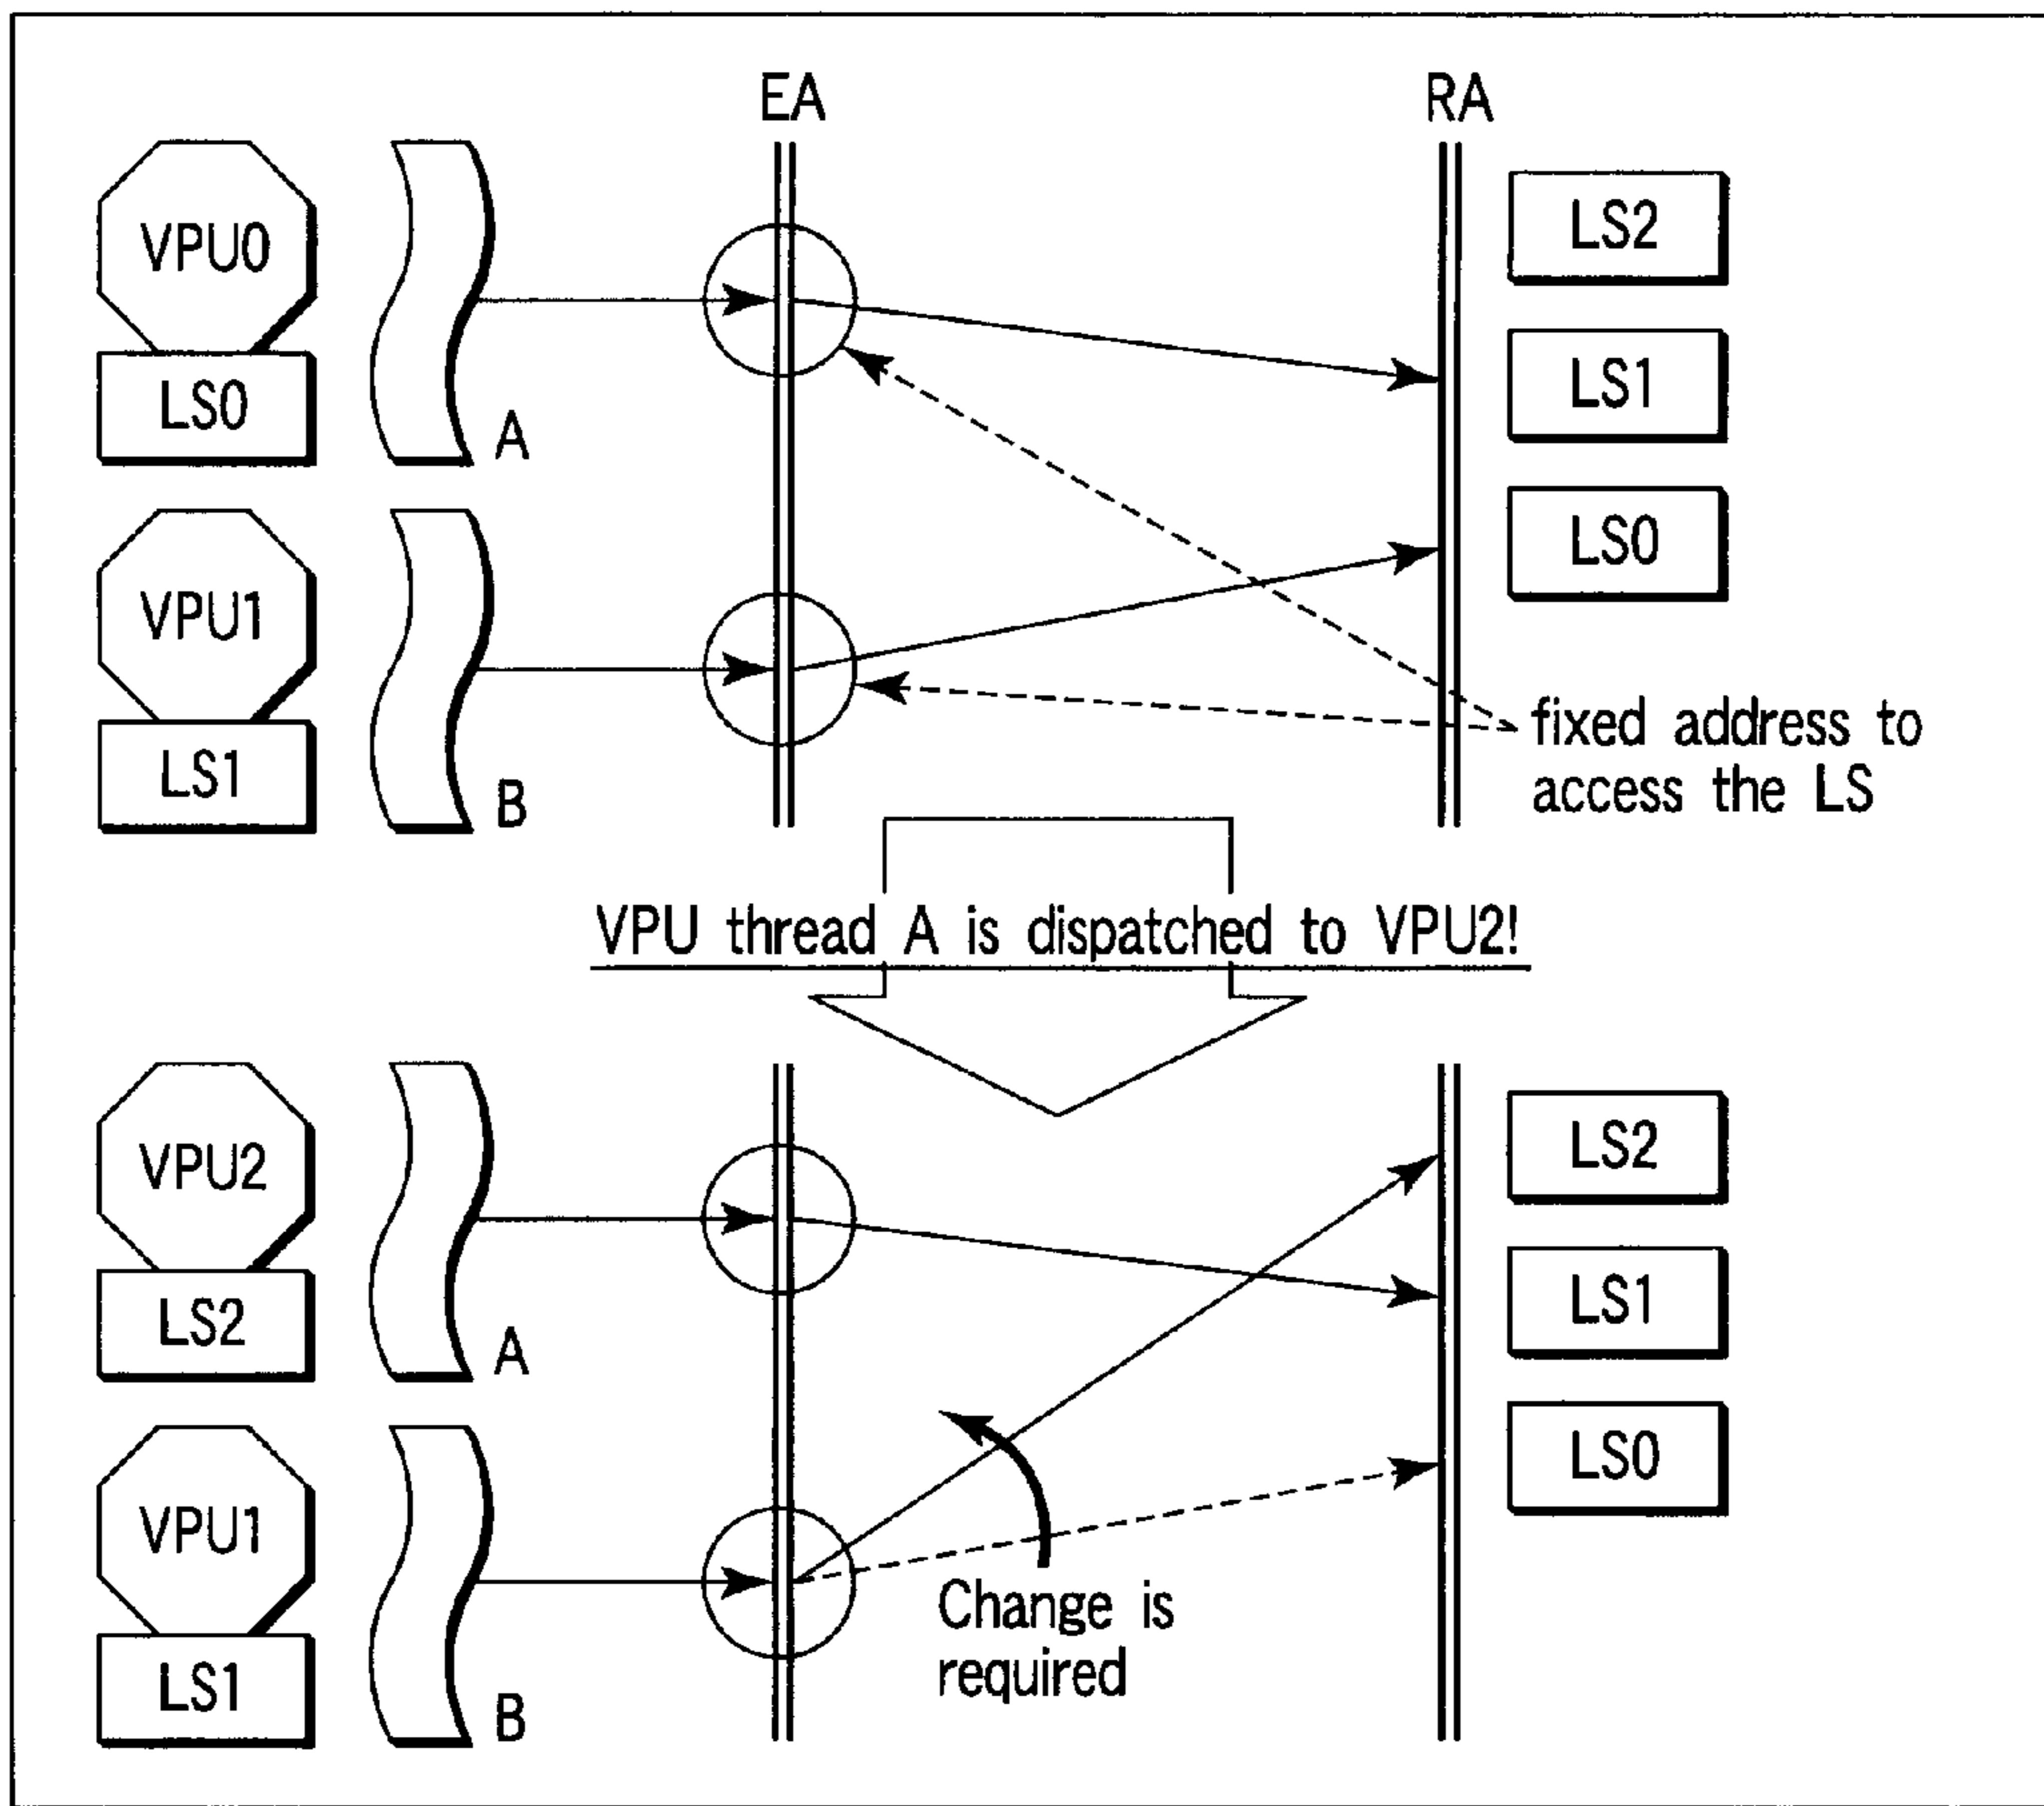 EA
RA
VPU0
LS0
A
LS2
LS1
LS0
VPU1
LS1
B
fixed address to
access the LS
VPU thread A is dispatched to VPU2!
VPU2
LS2
A
LS2
LS1
LS0
VPU1
LS1
B
Change is
required